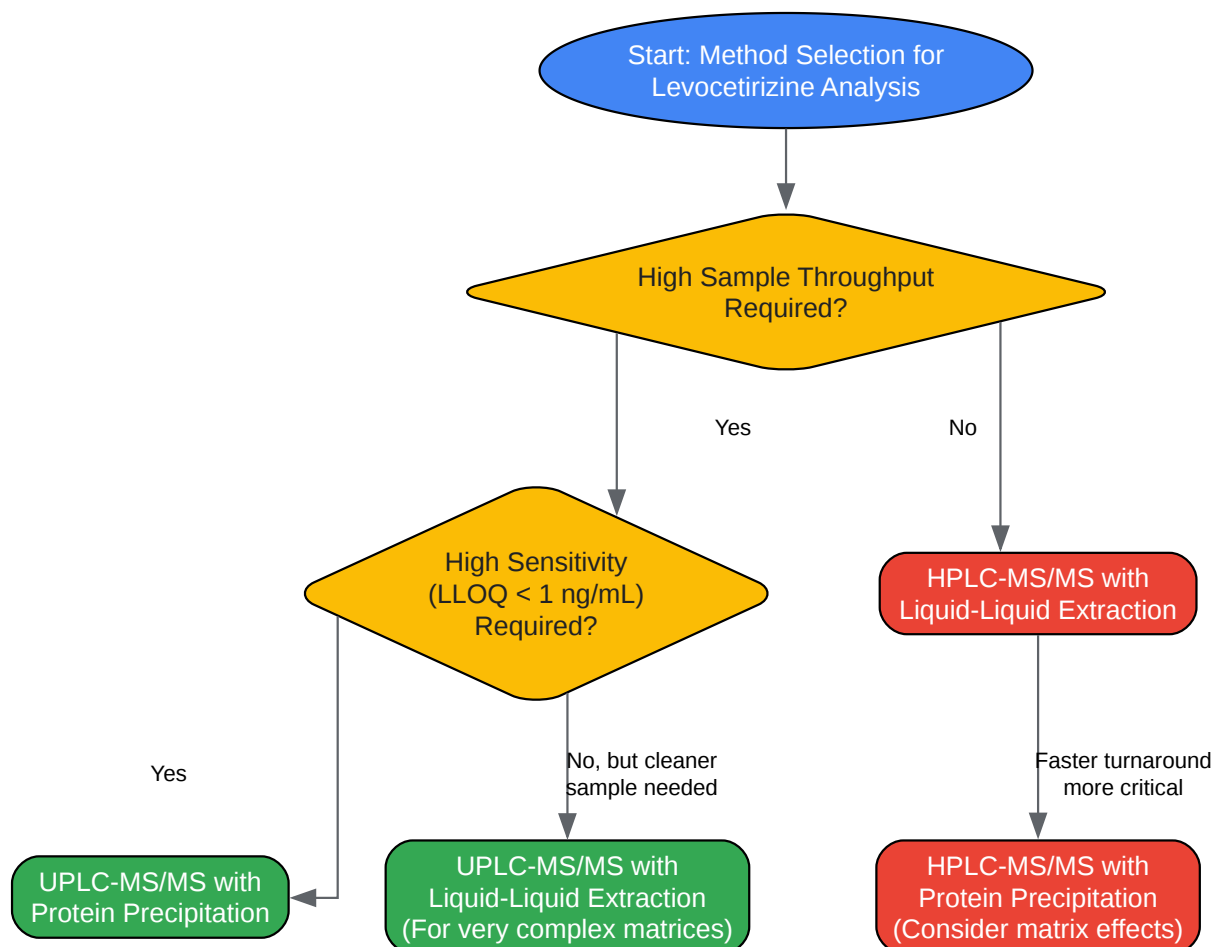 Start: Method Selection for
Levocetirizine Analysis
High Sample Throughput
Required?
Yes
No
High Sensitivity
(LLOQ < 1 ng/mL)
Required?
HPLC-MS/MS with
Liquid-Liquid Extraction
Yes
No, but cleaner
sample needed
Faster turnaround
more critical
UPLC-MS/MS with
Protein Precipitation
UPLC-MS/MS with
Liquid-Liquid Extraction
(For very complex matrices)
HPLC-MS/MS with
Protein Precipitation
(Consider matrix effects)